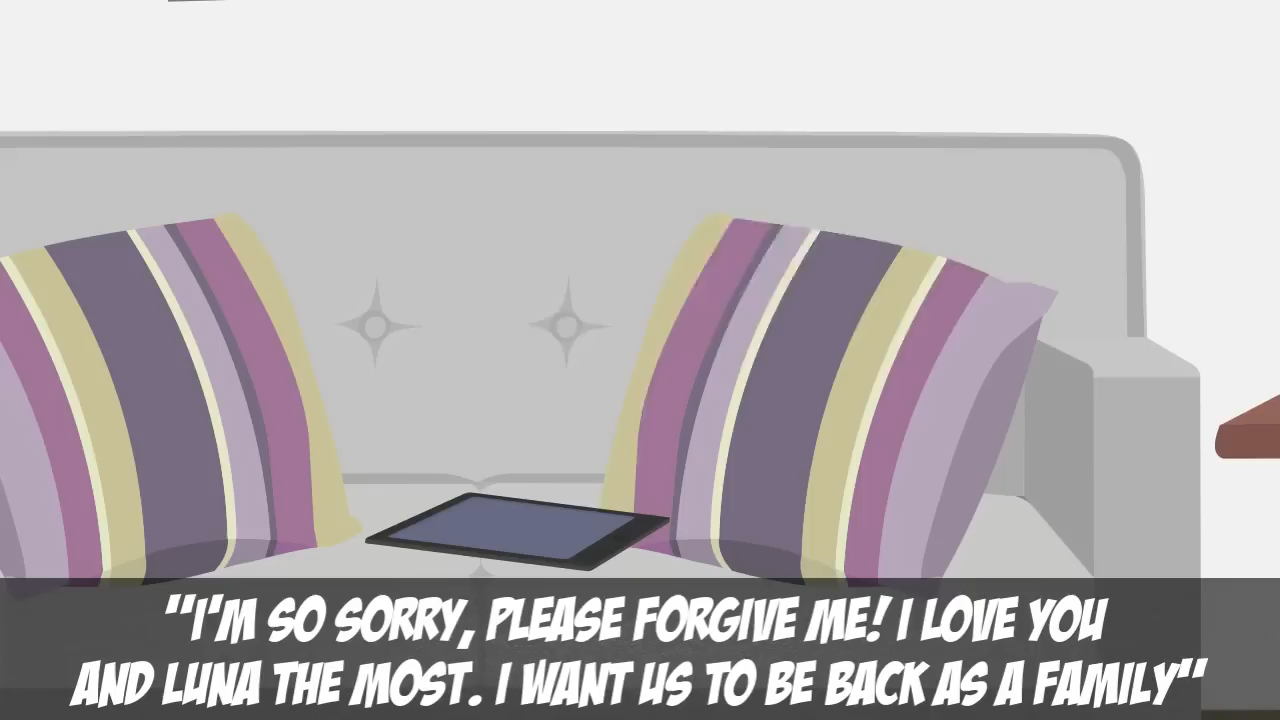 "I'M SO SORRY, PLEASE FORGIVE ME! I LOVE YOU
AND LUNA THE MOST. I WANT US TO BE BACK AS A FAMILY"